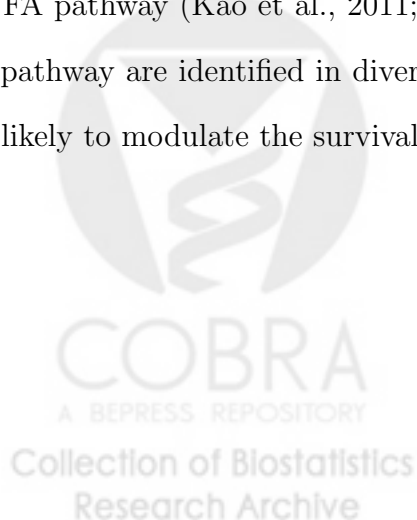 FA pathway (Kao et al., 2011;
pathway are identified in diver
likely to modulate the survival
COBRA
A BEPRESS REPOSITORY
Collection of Biostatistics
Research Archive